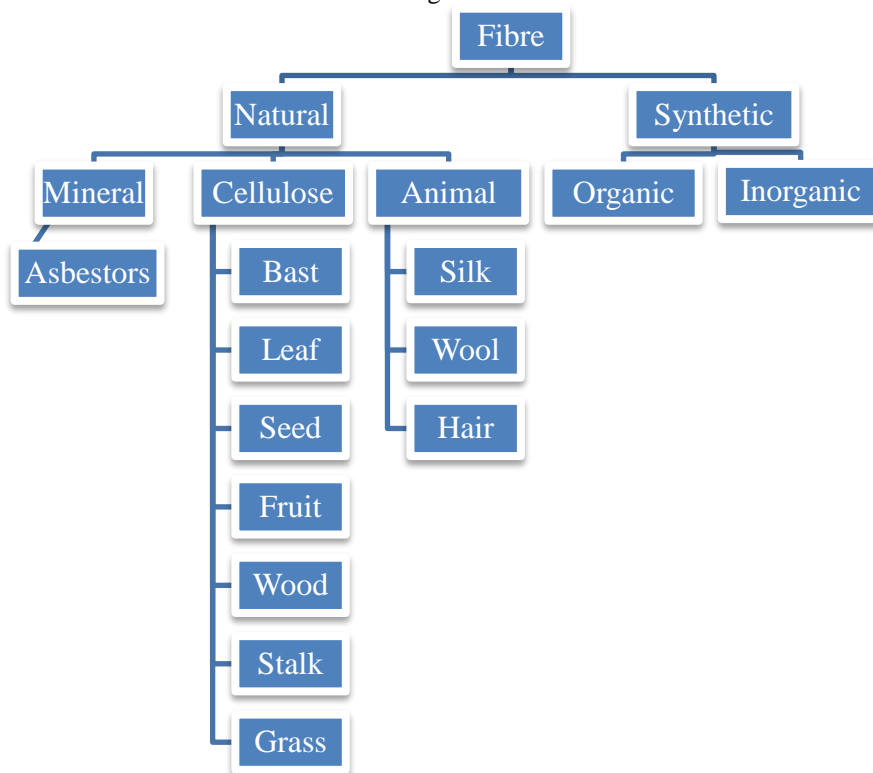 Fibre
Natural
Synthetic
Mineral
Cellulose
Animal
Organic
Inorganic
Asbestors
Bast
Silk
Leaf
Wool
Seed
Hair
Fruit
Wood
Stalk
Grass